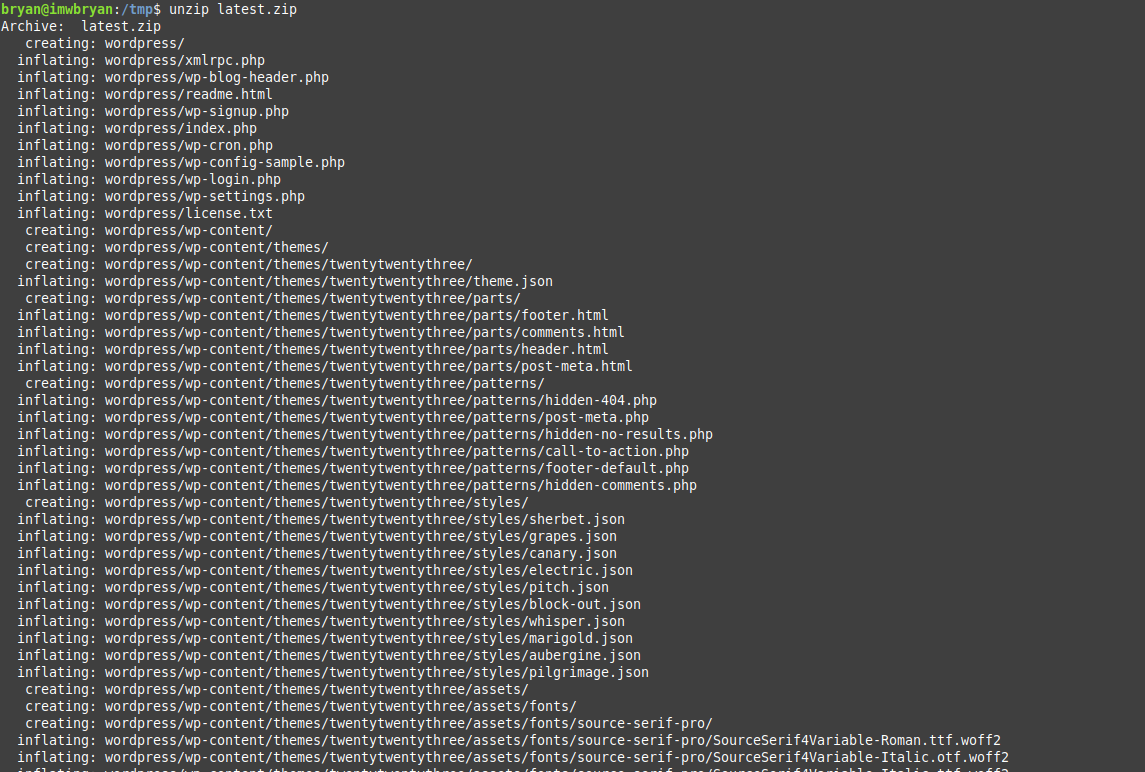 bryan@imwbryan:/tmp$ unzip latest.zip
Archive:  latest.zip
   creating: wordpress/
  inflating: wordpress/xmlrpc.php
  inflating: wordpress/wp-blog-header.php
  inflating: wordpress/readme.html
  inflating: wordpress/wp-signup.php
  inflating: wordpress/index.php
  inflating: wordpress/wp-cron.php
  inflating: wordpress/wp-config-sample.php
  inflating: wordpress/wp-login.php
  inflating: wordpress/wp-settings.php
  inflating: wordpress/license.txt
   creating: wordpress/wp-content/
   creating: wordpress/wp-content/themes/
   creating: wordpress/wp-content/themes/twentytwentythree/
  inflating: wordpress/wp-content/themes/twentytwentythree/theme.json
   creating: wordpress/wp-content/themes/twentytwentythree/parts/
  inflating: wordpress/wp-content/themes/twentytwentythree/parts/footer.html
  inflating: wordpress/wp-content/themes/twentytwentythree/parts/comments.html
  inflating: wordpress/wp-content/themes/twentytwentythree/parts/header.html
  inflating: wordpress/wp-content/themes/twentytwentythree/parts/post-meta.html
   creating: wordpress/wp-content/themes/twentytwentythree/patterns/
  inflating: wordpress/wp-content/themes/twentytwentythree/patterns/hidden-404.php
  inflating: wordpress/wp-content/themes/twentytwentythree/patterns/post-meta.php
  inflating: wordpress/wp-content/themes/twentytwentythree/patterns/hidden-no-results.php
  inflating: wordpress/wp-content/themes/twentytwentythree/patterns/call-to-action.php
  inflating: wordpress/wp-content/themes/twentytwentythree/patterns/footer-default.php
  inflating: wordpress/wp-content/themes/twentytwentythree/patterns/hidden-comments.php
   creating: wordpress/wp-content/themes/twentytwentythree/styles/
  inflating: wordpress/wp-content/themes/twentytwentythree/styles/sherbet.json
  inflating: wordpress/wp-content/themes/twentytwentythree/styles/grapes.json
  inflating: wordpress/wp-content/themes/twentytwentythree/styles/canary.json
  inflating: wordpress/wp-content/themes/twentytwentythree/styles/electric.json
  inflating: wordpress/wp-content/themes/twentytwentythree/styles/pitch.json
  inflating: wordpress/wp-content/themes/twentytwentythree/styles/block-out.json
  inflating: wordpress/wp-content/themes/twentytwentythree/styles/whisper.json
  inflating: wordpress/wp-content/themes/twentytwentythree/styles/marigold.json
  inflating: wordpress/wp-content/themes/twentytwentythree/styles/aubergine.json
  inflating: wordpress/wp-content/themes/twentytwentythree/styles/pilgrimage.json
   creating: wordpress/wp-content/themes/twentytwentythree/assets/
   creating: wordpress/wp-content/themes/twentytwentythree/assets/fonts/
   creating: wordpress/wp-content/themes/twentytwentythree/assets/fonts/source-serif-pro/
  inflating: wordpress/wp-content/themes/twentytwentythree/assets/fonts/source-serif-pro/SourceSerif4Variable-Roman.ttf.woff2
  inflating: wordpress/wp-content/themes/twentytwentythree/assets/fonts/source-serif-pro/SourceSerif4Variable-Italic.otf.woff2
  inflating: wordpress/wp-content/themes/twentytwentythree/assets/fonts/source-serif-pro/SourceSerif4Variable-Italic.ttf.woff2